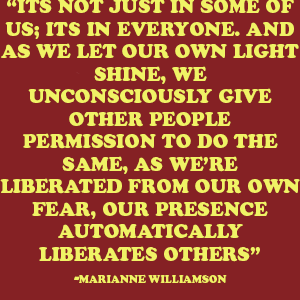 “ITS NOT JUST IN SOME OF
US; ITS IN EVERYONE. AND
AS WE LET OUR OWN LIGHT
SHINE, WE
UNCONSCIOUSLY GIVE
OTHER PEOPLE
PERMISSION TO DO THE
SAME, AS WE’RE
LIBERATED FROM OUR OWN
FEAR, OUR PRESENCE
AUTOMATICALLY
LIBERATES OTHERS”
-MARIANNE WILLIAMSON